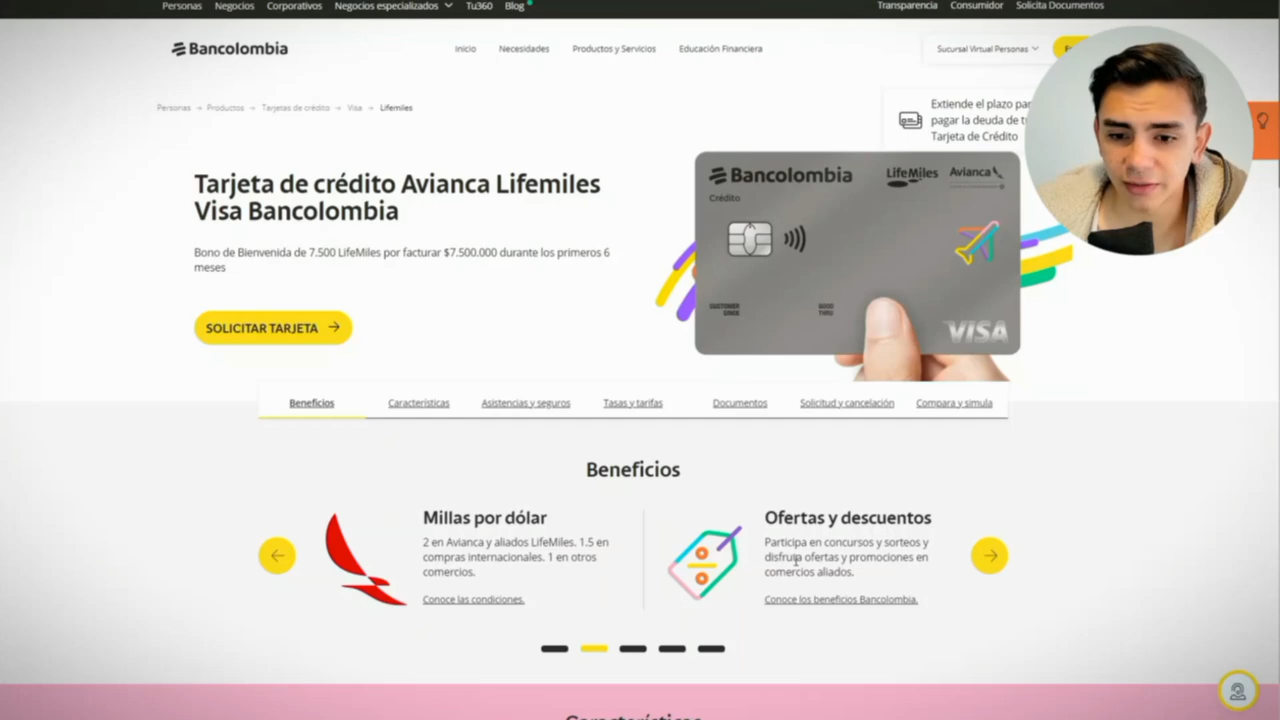 Personas Negocios Corporativos Negocios especializados Tu360 Blog Transparencia Consumidor Solicita Documentos
Bancolombia Inicio Necesidades Productos y Servicios Educación Financiera Sucursal Virtual Personas
Personas → Productos → Tarjetas de crédito → Visa → Lifemiles
Extiende el plazo
pagar la deuda de
Tarjeta de Crédito
Tarjeta de crédito Avianca Lifemiles
Visa Bancolombia
Bono de Bienvenida de 7.500 LifeMiles por facturar $7.500.000 durante los primeros 6
meses
SOLICITAR TARJETA →
Bancolombia LifeMiles Avianca
Crédito
CUSTOMER GOOD
SINCE THRU
VISA
Beneficios Características Asistencias y seguros Tasas y tarifas Documentos Solicitud y cancelación Compara y simula
Beneficios
Millas por dólar
2 en Avianca y aliados LifeMiles. 1.5 en
compras internacionales. 1 en otros
comercios.
Conoce las condiciones.
Ofertas y descuentos
Participa en concursos y sorteos y
disfruta ofertas y promociones en
comercios aliados.
Conoce los beneficios Bancolombia.
Características